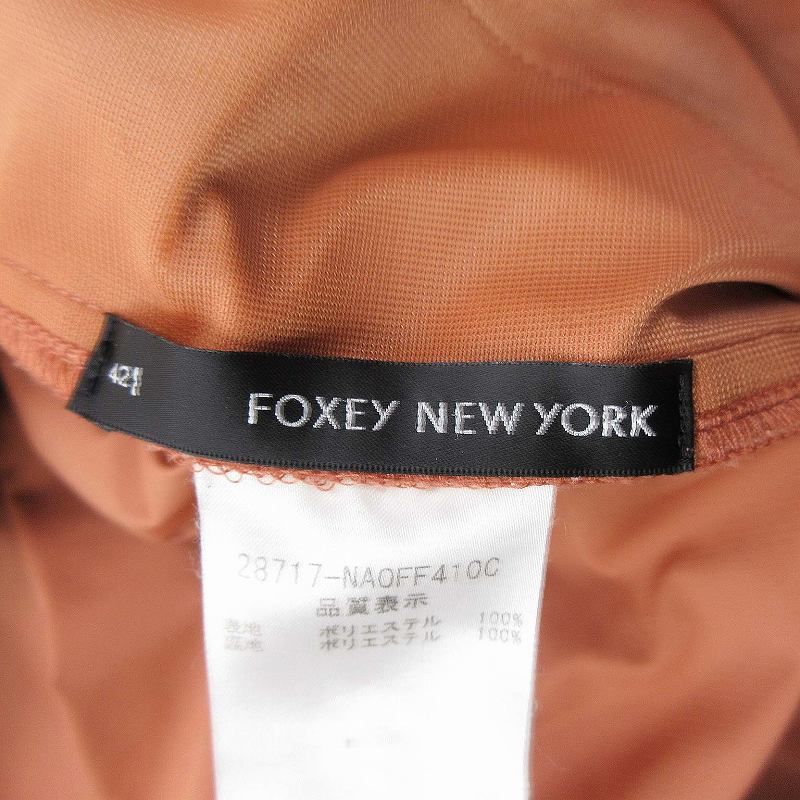 42
FOXEY NEW YORK
28717-NAOFF410C
品質表示
表地 ポリエステル 100%
裏地 ポリエステル 100%